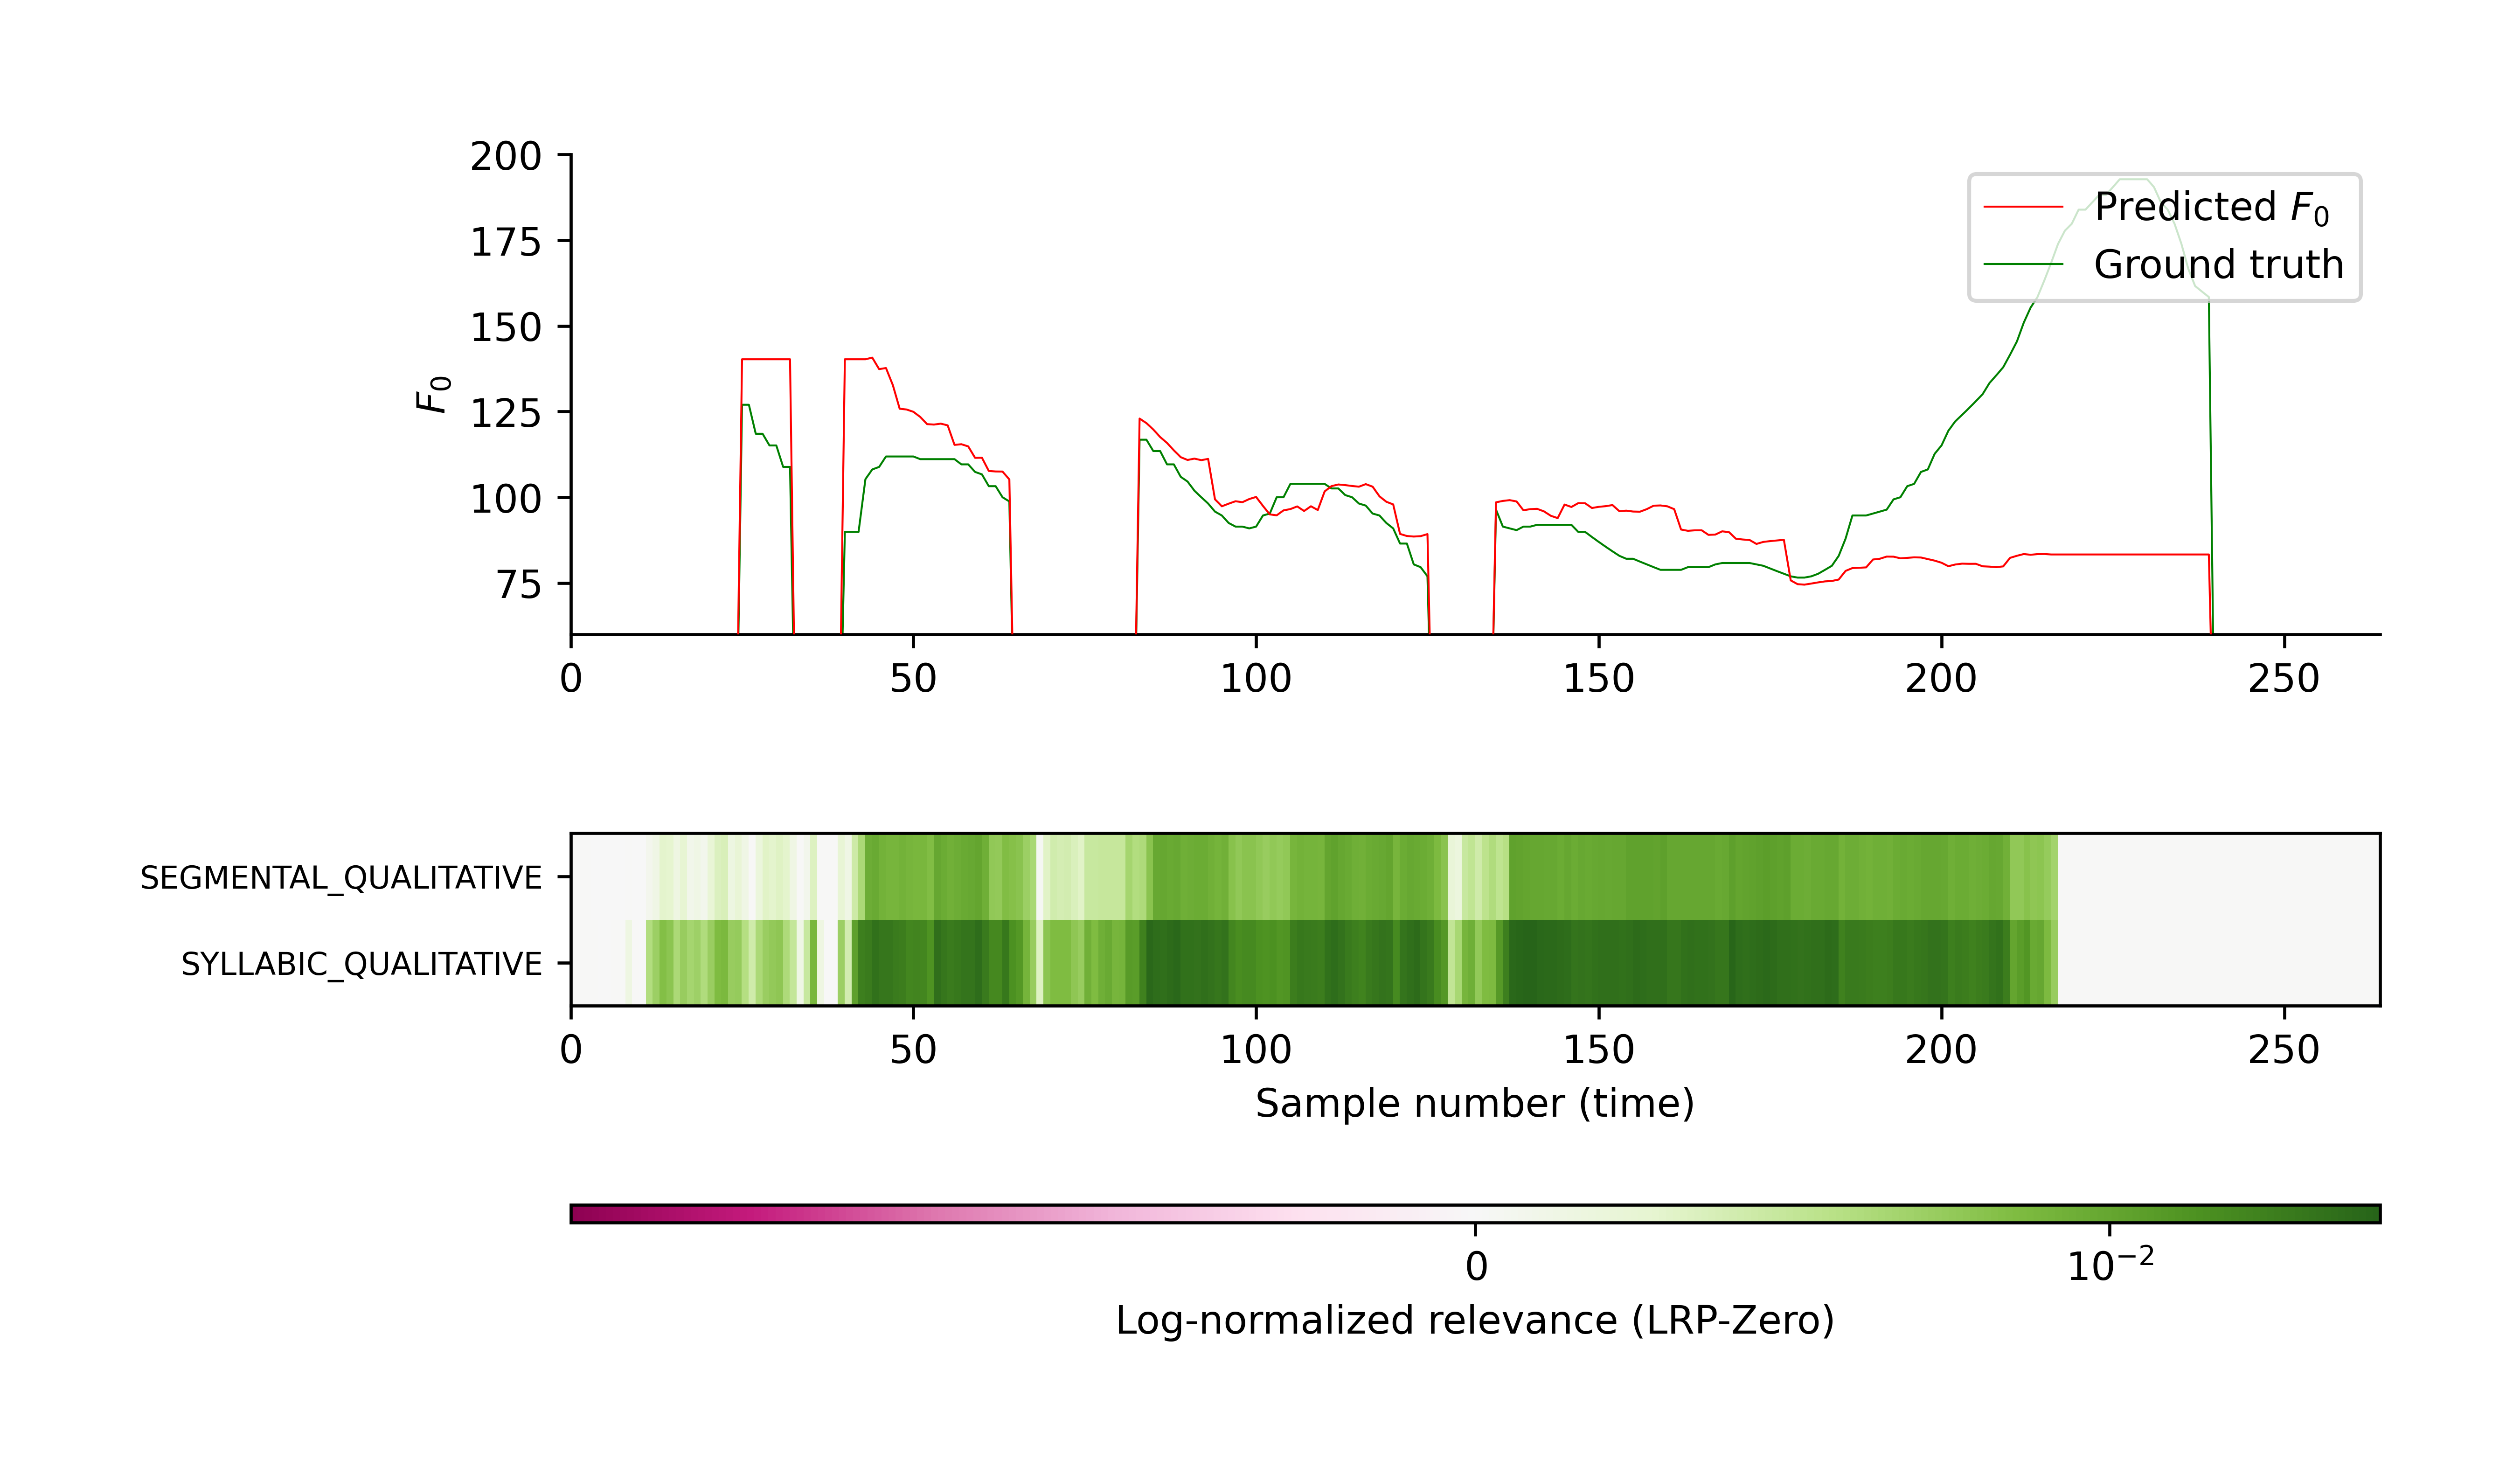 200
175
150
125
100
75
F₀
Predicted F₀
Ground truth
0 50 100 150 200 250
SEGMENTAL_QUALITATIVE
SYLLABIC_QUALITATIVE
0 50 100 150 200 250
Sample number (time)
0 10⁻²
Log-normalized relevance (LRP-Zero)